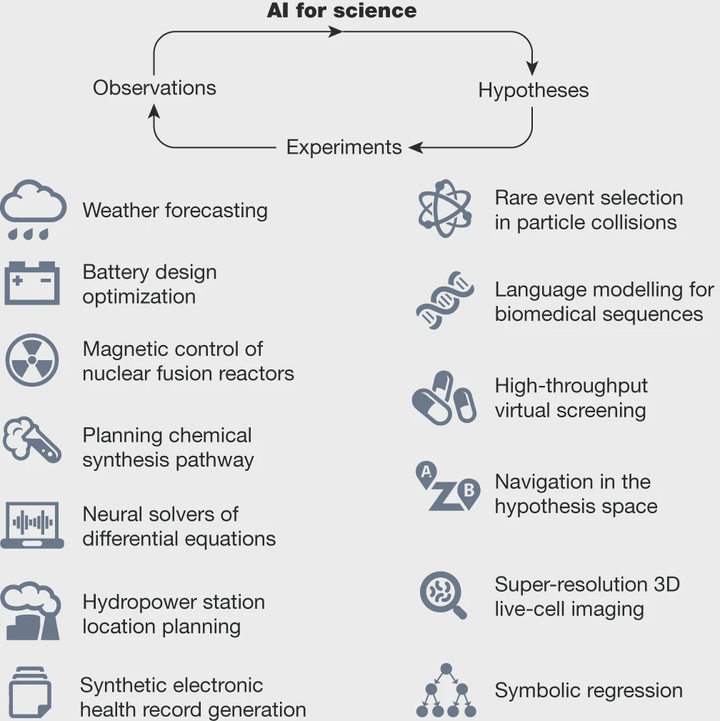 AI for science
Observations
Hypotheses
Experiments
Weather forecasting
Battery design
optimization
Magnetic control of
nuclear fusion reactors
Planning chemical
synthesis pathway
Neural solvers of
differential equations
Hydropower station
location planning
Synthetic electronic
health record generation
Rare event selection
in particle collisions
Language modelling for
biomedical sequences
High-throughput
virtual screening
A
B
Navigation in the
hypothesis space
Super-resolution 3D
live-cell imaging
Symbolic regression